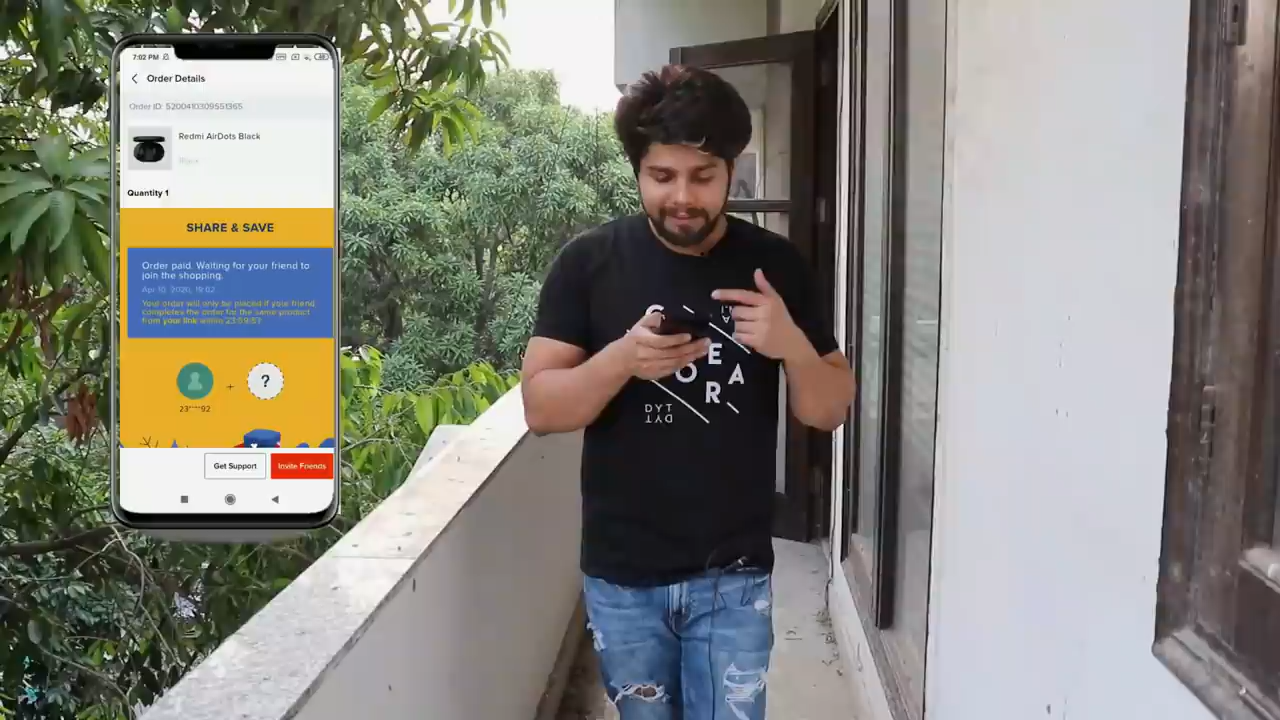 7:02 PM
Order Details
Order ID: 5200410309551365
Redmi AirDots Black
Black
Quantity 1
SHARE & SAVE
Order paid. Waiting for your friend to
join the shopping.
Apr 10, 2020, 19:02
Your order will only be placed if your friend
completes the order for the same product
from your link within 23:59:57
?
23****92
Get Support
Invite Friends
E
O
A
R
DYT
DYT